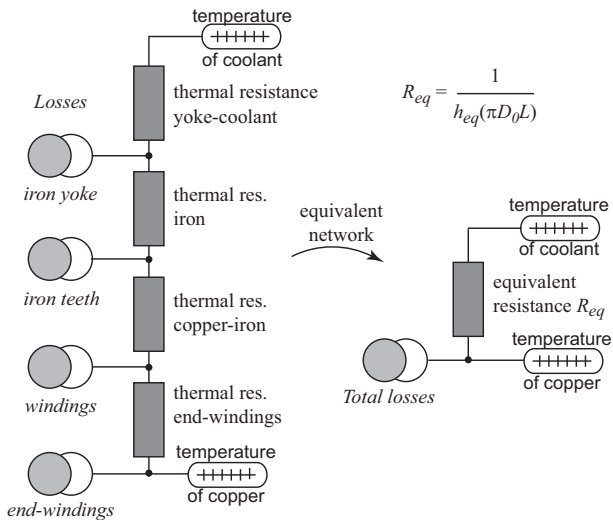 temperature
of coolant
Losses
thermal resistance
yoke-coolant
iron yoke
thermal res.
iron
iron teeth
thermal res.
copper-iron
windings
thermal res.
end-windings
temperature
of copper
end-windings
equivalent
network
R_eq = 1 / h_eq(πD_0L)
temperature
of coolant
equivalent
resistance R_eq
temperature
of copper
Total losses